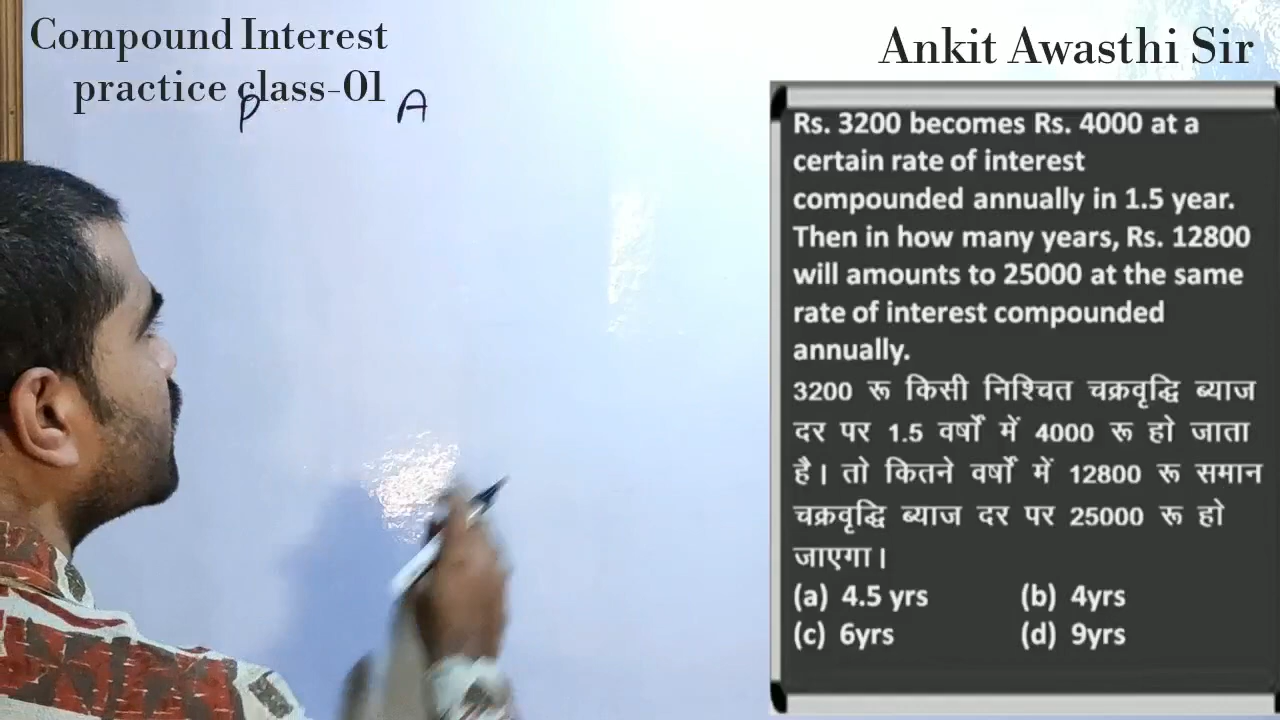 Compound Interest
practice class-01
Ankit Awasthi Sir
P A
Rs. 3200 becomes Rs. 4000 at a
certain rate of interest
compounded annually in 1.5 year.
Then in how many years, Rs. 12800
will amounts to 25000 at the same
rate of interest compounded
annually.
3200 रू किसी निश्चित चक्रवृद्धि ब्याज
दर पर 1.5 वर्षों में 4000 रू हो जाता
है। तो कितने वर्षों में 12800 रू समान
चक्रवृद्धि ब्याज दर पर 25000 रू हो
जाएगा।
(a) 4.5 yrs (b) 4yrs
(c) 6yrs (d) 9yrs